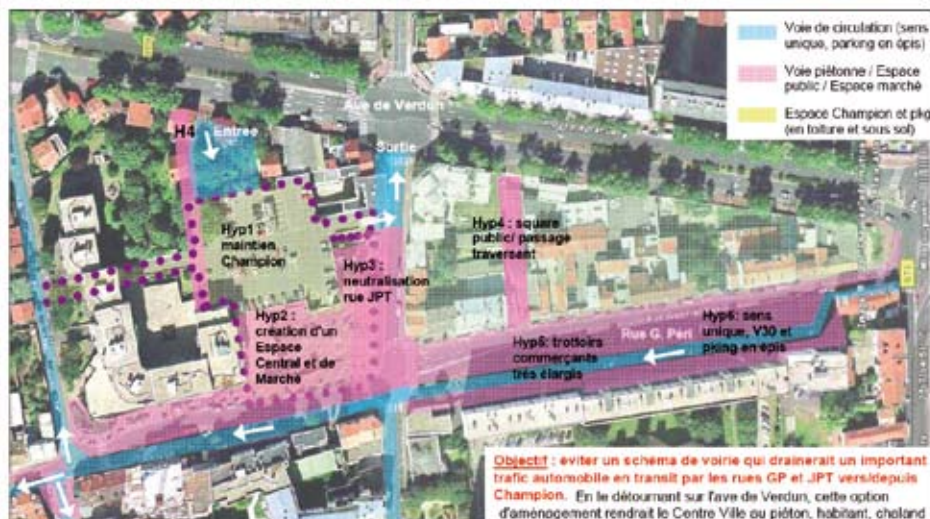 Voie de circulation (sens
unique, parking en épis)
Voie piétonne / Espace
public / Espace marché
Espace Champion et pkg
(en toiture et sous sol)
Ave de Verdun
H4
Entrée
Sortie
Hyp1 :
maintien
Champion
Hyp3 :
neutralisation
rue JPT
Hyp4 : square
public/ passage
traversant
Hyp2 :
création d'un
Espace
Central et de
Marché
Rue G. Péri
Hyp5: trottoirs
commerçants
très élargis
Hyp6: sens
unique, V30 et
pking en épis
Objectif : éviter un schéma de voirie qui drainerait un important
trafic automobile en transit par les rues GP et JPT vers/depuis
Champion. En le détournant sur l'ave de Verdun, cette option
d'aménagement rendrait le Centre Ville au piéton, habitant, chaland